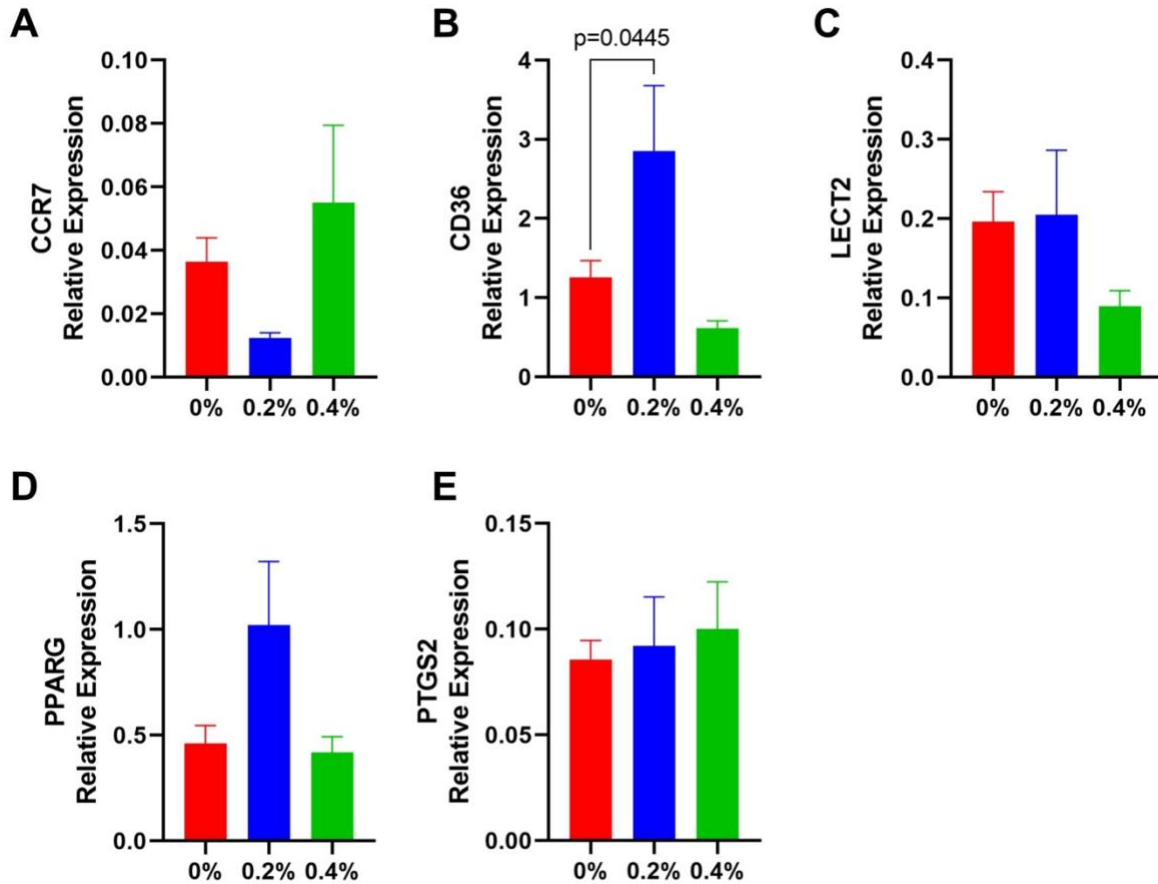 A
CCR7
Relative Expression
0.10
0.08
0.06
0.04
0.02
0.00
0% 0.2% 0.4%
B
p=0.0445
CD36
Relative Expression
4
3
2
1
0
0% 0.2% 0.4%
C
LECT2
Relative Expression
0.4
0.3
0.2
0.1
0.0
0% 0.2% 0.4%
D
PPARG
Relative Expression
1.5
1.0
0.5
0.0
0% 0.2% 0.4%
E
PTGS2
Relative Expression
0.15
0.10
0.05
0.00
0% 0.2% 0.4%